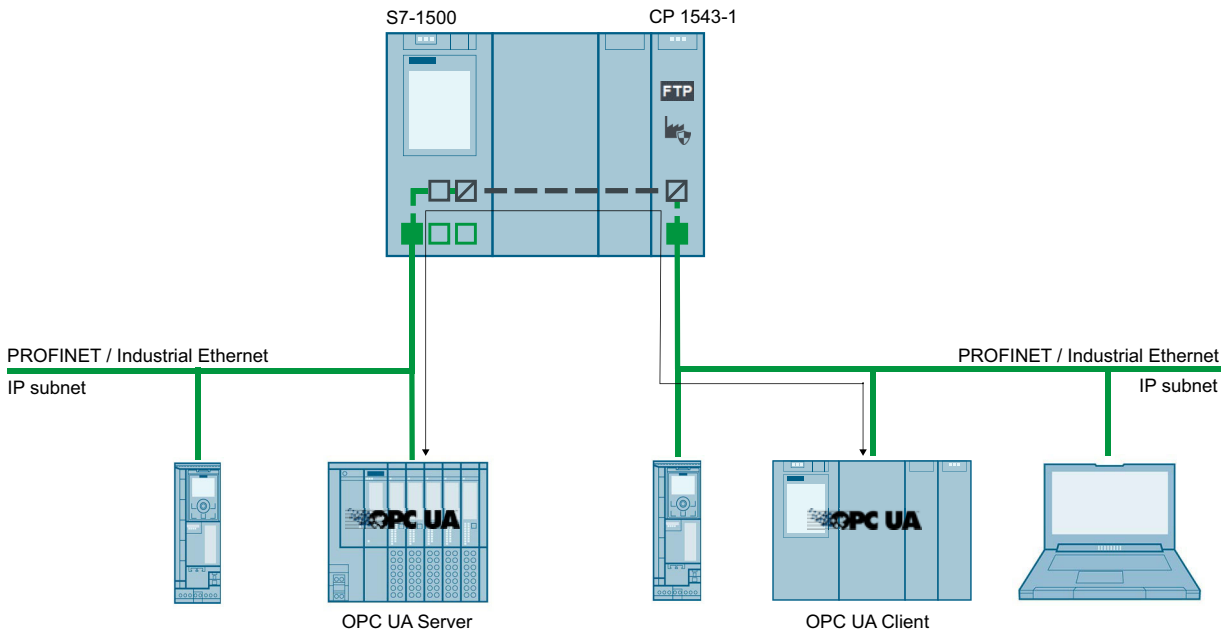 S7-1500
CP 1543-1
FTP
PROFINET / Industrial Ethernet
IP subnet
PROFINET / Industrial Ethernet
IP subnet
OPC UA
OPC UA
OPC UA Server
OPC UA Client